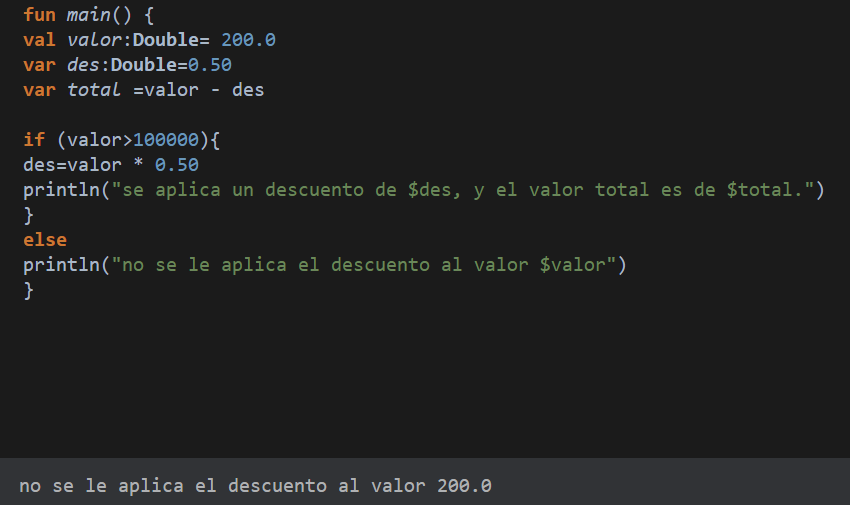 fun main() {
val valor:Double= 200.0
var des:Double=0.50
var total =valor - des
if (valor>100000){
des=valor * 0.50
println("se aplica un descuento de $des, y el valor total es de $total.")
}
else
println("no se le aplica el descuento al valor $valor")
}
no se le aplica el descuento al valor 200.0